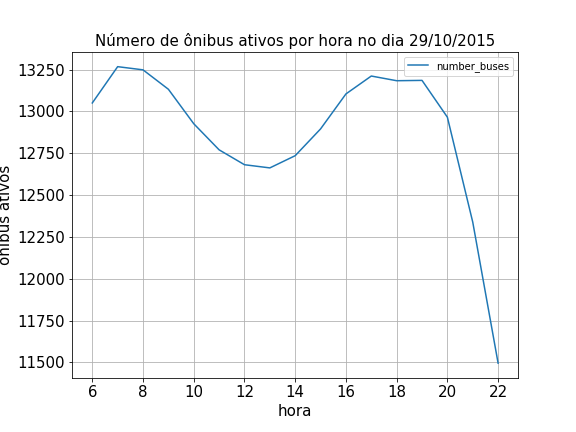 Número de ônibus ativos por hora no dia 29/10/2015
number_buses
ônibus ativos
13250
13000
12750
12500
12250
12000
11750
11500
6 8 10 12 14 16 18 20 22
hora